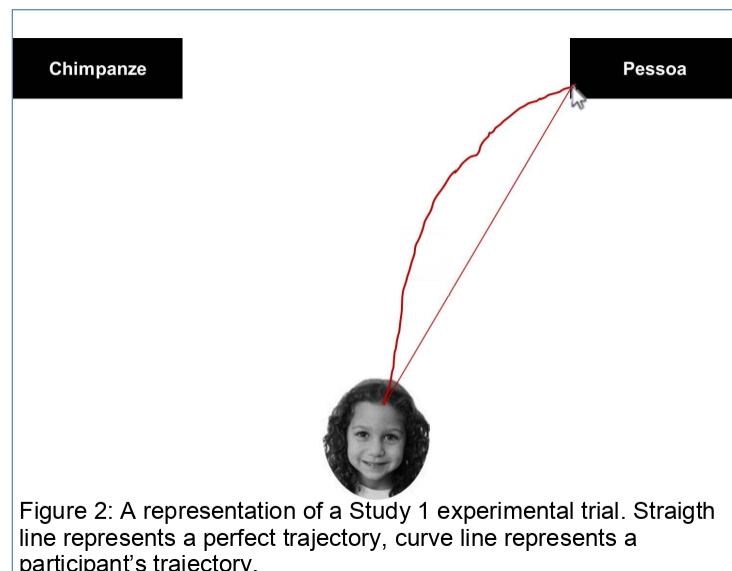 Chimpanze
Pessoa
Figure 2: A representation of a Study 1 experimental trial. Straigth
line represents a perfect trajectory, curve line represents a
participant's trajectory.